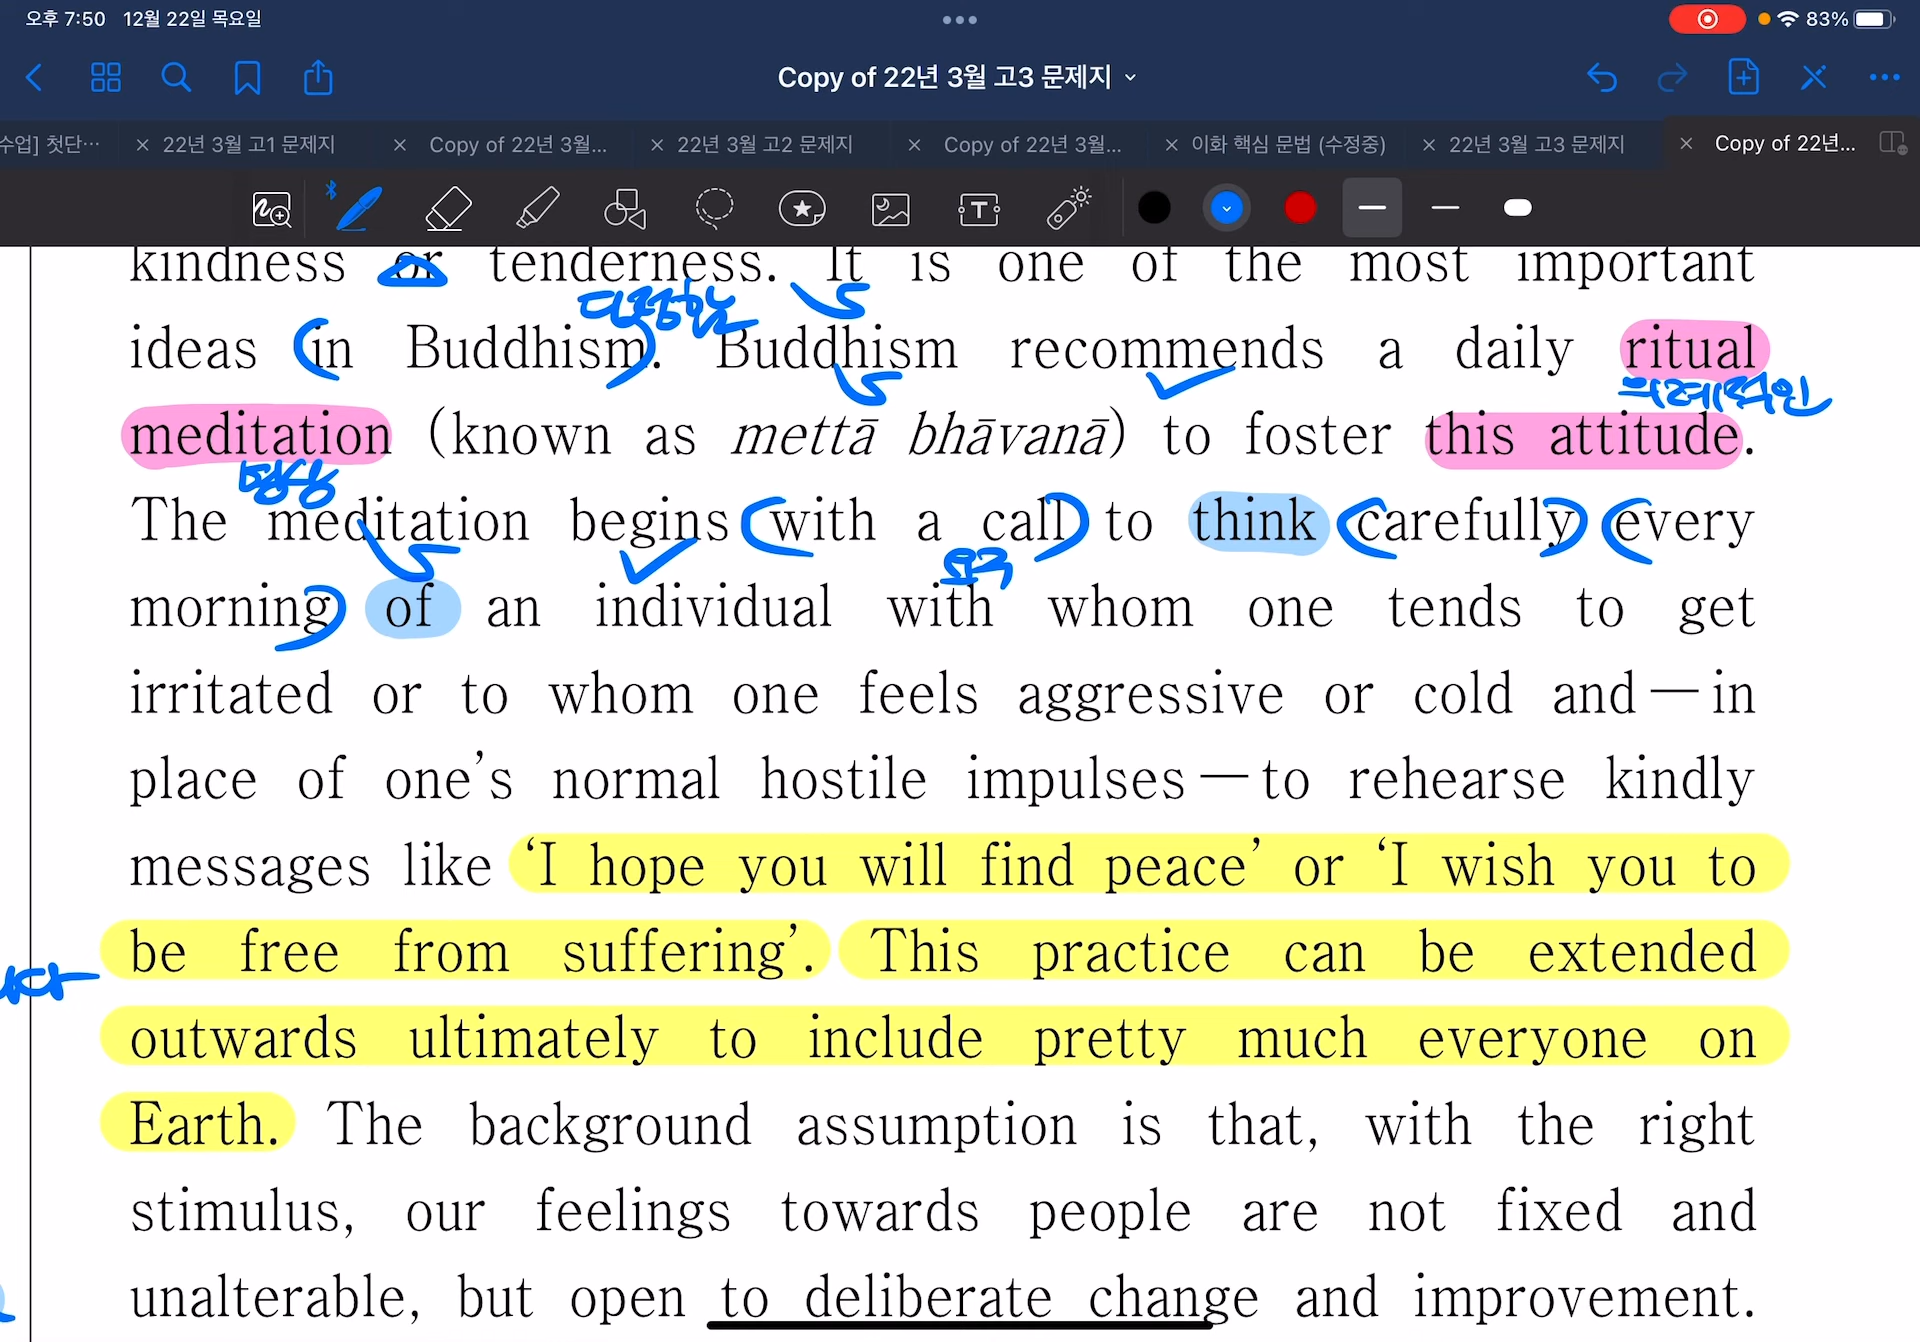 오후 7:50 12월 22일 목요일 83%
Copy of 22년 3월 고3 문제지
수업] 첫단… × 22년 3월 고1 문제지 × Copy of 22년 3월... × 22년 3월 고2 문제지 × Copy of 22년 3월... × 이화 핵심 문법 (수정중) × 22년 3월 고3 문제지 × Copy of 22년...
kindness or tenderness. It is one of the most important
다정함
ideas in Buddhism. Buddhism recommends a daily ritual
의례적인
meditation (known as mettā bhāvanā) to foster this attitude.
명상
The meditation begins with a call to think carefully every
요구
morning of an individual with whom one tends to get
irritated or to whom one feels aggressive or cold and—in
place of one’s normal hostile impulses—to rehearse kindly
messages like ‘I hope you will find peace’ or ‘I wish you to
be free from suffering’. This practice can be extended
outwards ultimately to include pretty much everyone on
Earth. The background assumption is that, with the right
stimulus, our feelings towards people are not fixed and
unalterable, but open to deliberate change and improvement.